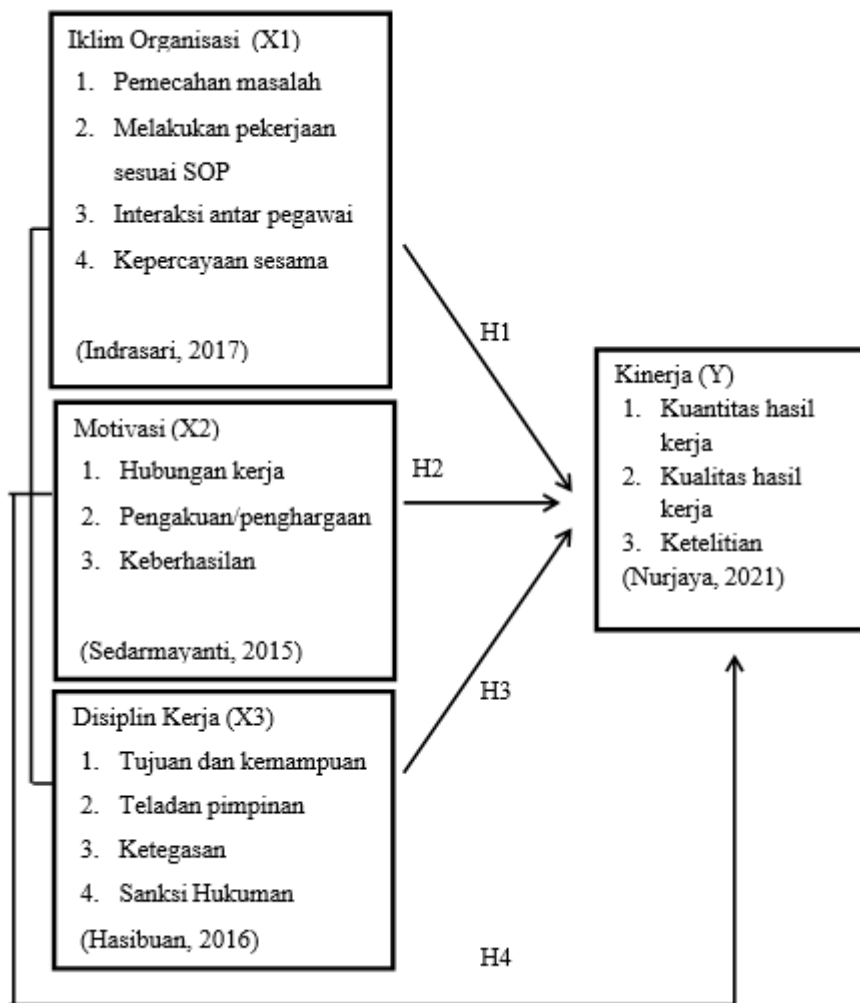 Iklim Organisasi (X1)
1. Pemecahan masalah
2. Melakukan pekerjaan
sesuai SOP
3. Interaksi antar pegawai
4. Kepercayaan sesama
(Indrasari, 2017)
Motivasi (X2)
1. Hubungan kerja
2. Pengakuan/penghargaan
3. Keberhasilan
(Sedarmayanti, 2015)
Disiplin Kerja (X3)
1. Tujuan dan kemampuan
2. Teladan pimpinan
3. Ketegasan
4. Sanksi Hukuman
(Hasibuan, 2016)
H1
H2
H3
H4
Kinerja (Y)
1. Kuantitas hasil
kerja
2. Kualitas hasil
kerja
3. Ketelitian
(Nurjaya, 2021)